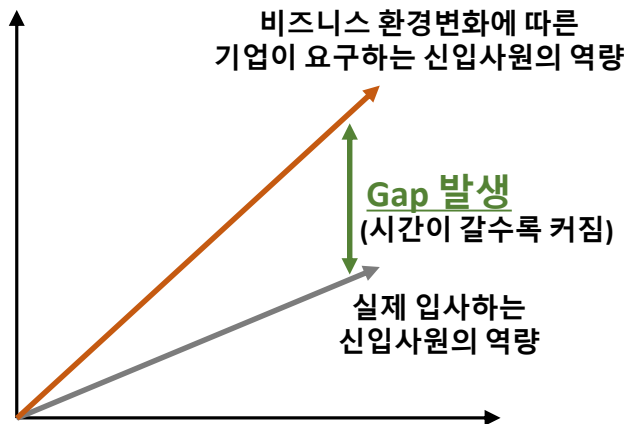 비즈니스 환경변화에 따른
기업이 요구하는 신입사원의 역량
Gap 발생
(시간이 갈수록 커짐)
실제 입사하는
신입사원의 역량